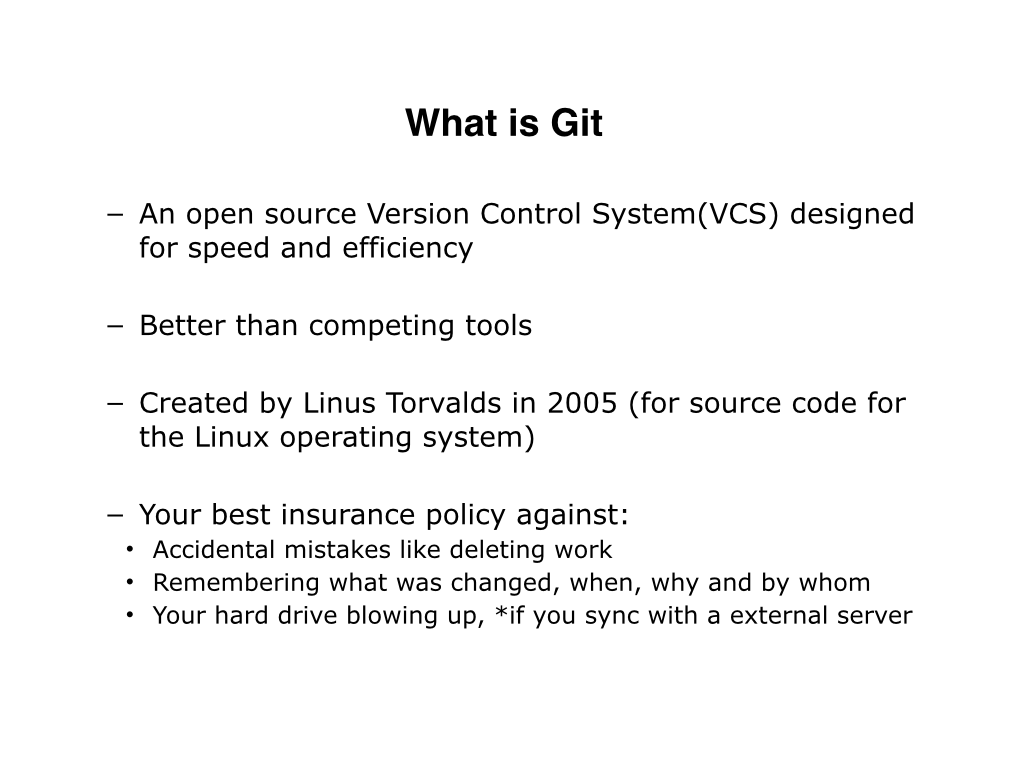 What is Git
– An open source Version Control System(VCS) designed
for speed and efficiency
– Better than competing tools
– Created by Linus Torvalds in 2005 (for source code for
the Linux operating system)
– Your best insurance policy against:
• Accidental mistakes like deleting work
• Remembering what was changed, when, why and by whom
• Your hard drive blowing up, *if you sync with a external server